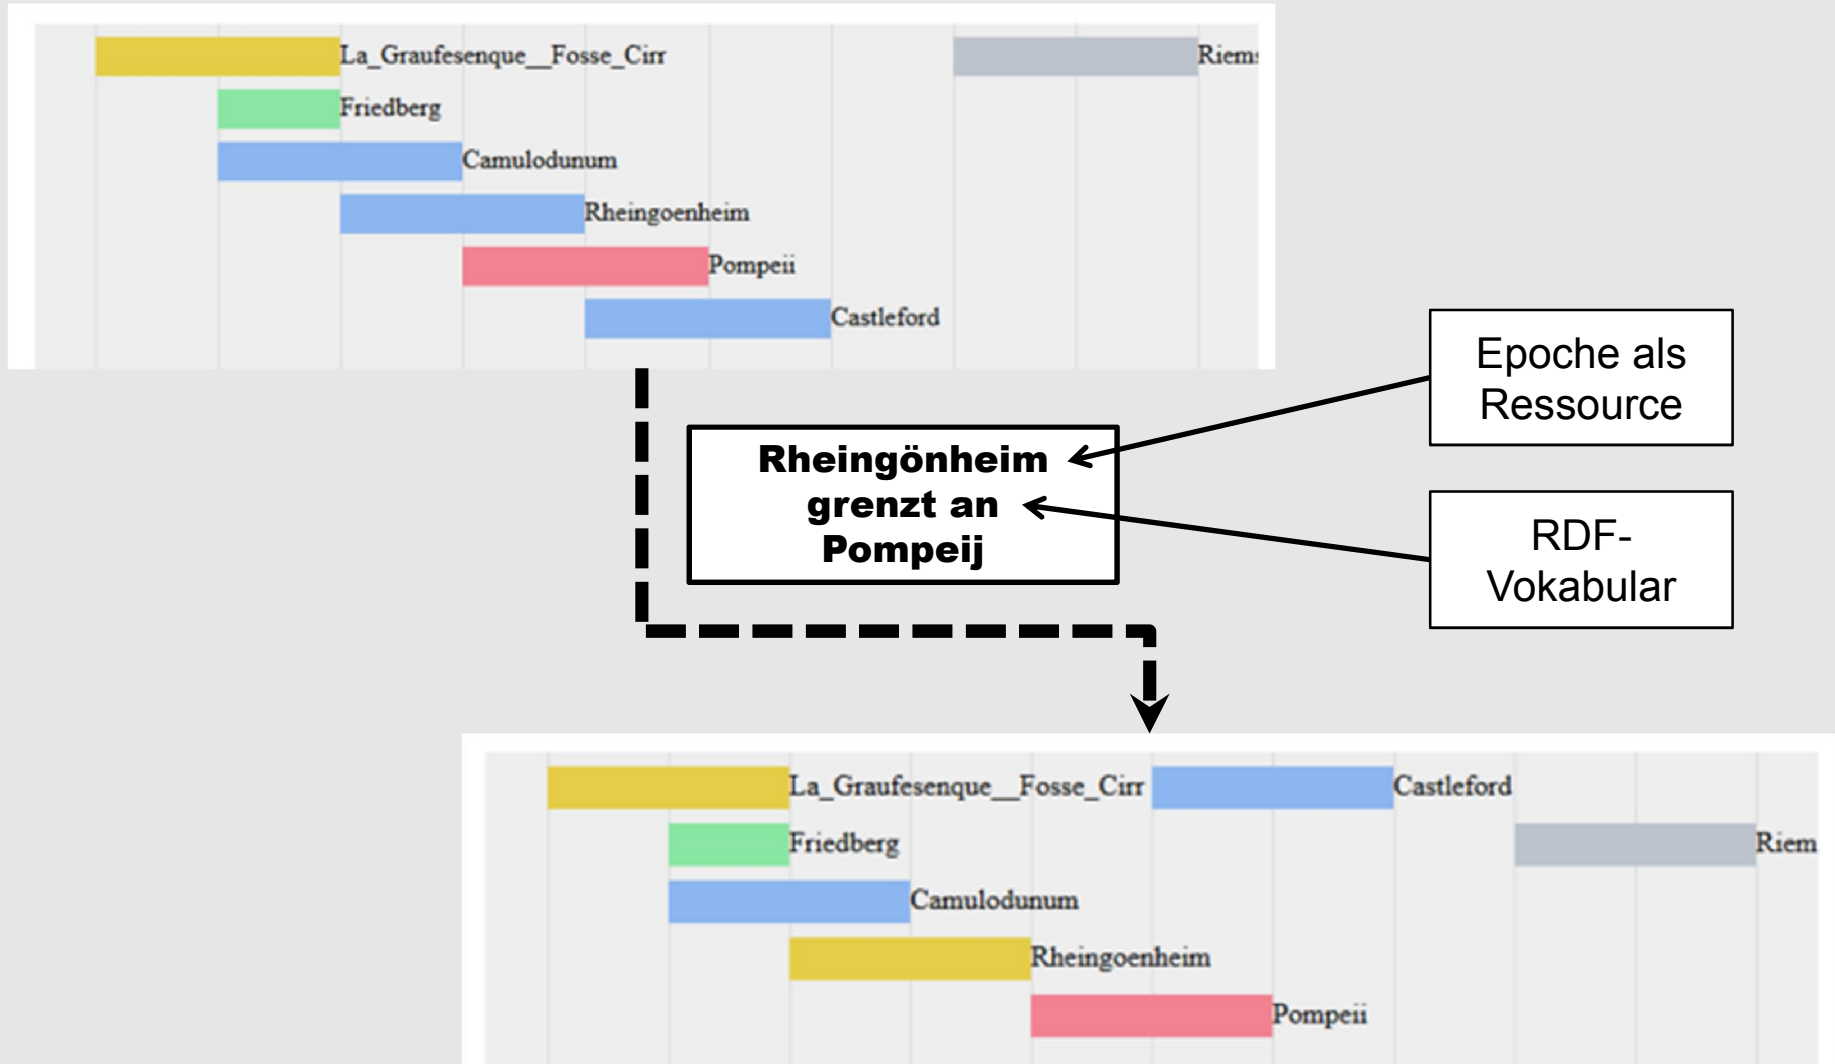 La_Graufesenque__Fosse_Cirr
Riems
Friedberg
Camulodunum
Rheingoenheim
Pompeii
Castleford
Epoche als
Ressource
Rheingönheim
grenzt an
Pompeij
RDF-
Vokabular
La_Graufesenque__Fosse_Cirr
Castleford
Friedberg
Riem
Camulodunum
Rheingoenheim
Pompeii